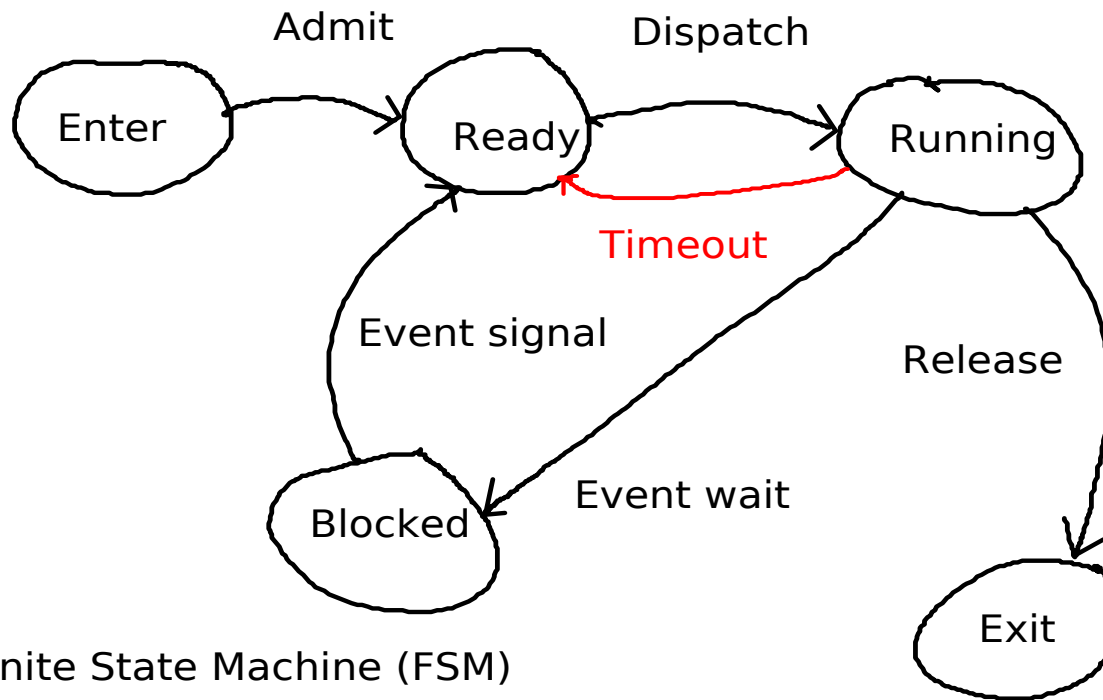 Admit
Dispatch
Enter
Ready
Running
Timeout
Event signal
Release
Event wait
Blocked
Exit
nite State Machine (FSM)